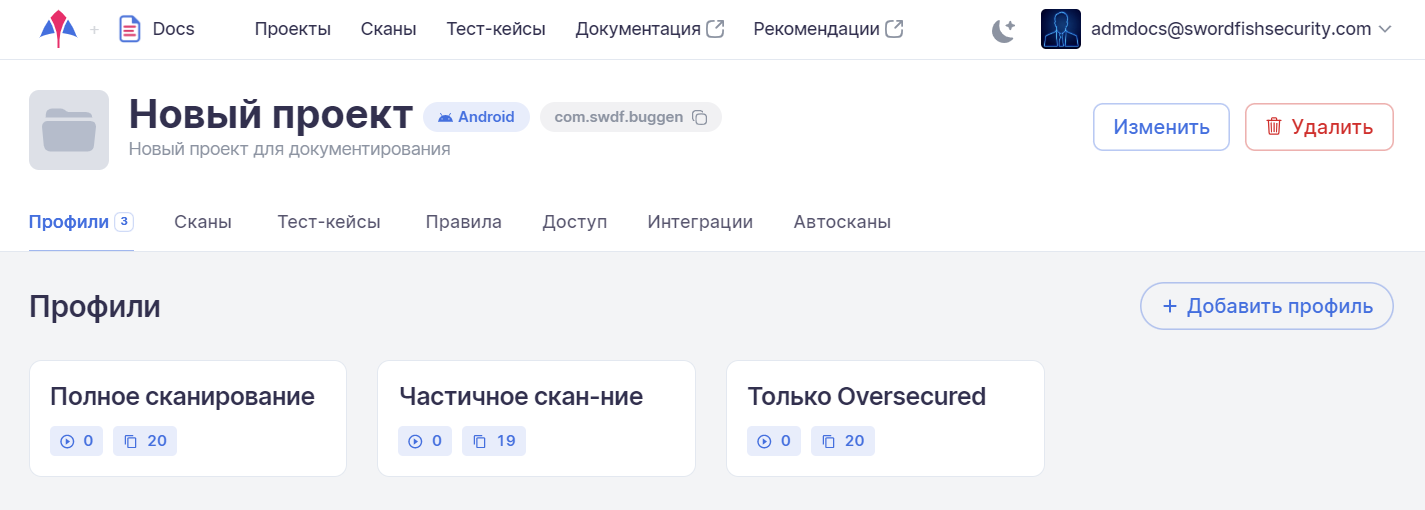 Docs Проекты Сканы Тест-кейсы Документация Рекомендации admdocs@swordfishsecurity.com
Новый проект Android com.swdf.buggen Изменить Удалить
Новый проект для документирования
Профили 3 Сканы Тест-кейсы Правила Доступ Интеграции Автосканы
Профили + Добавить профиль
Полное сканирование Частичное скан-ние Только Oversecured
0 20 0 19 0 20